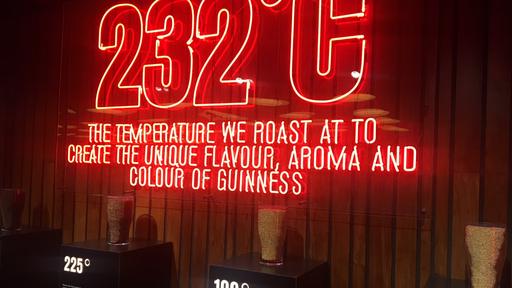 232°C
THE TEMPERATURE WE ROAST AT TO
CREATE THE UNIQUE FLAVOUR, AROMA AND
COLOUR OF GUINNESS
225°